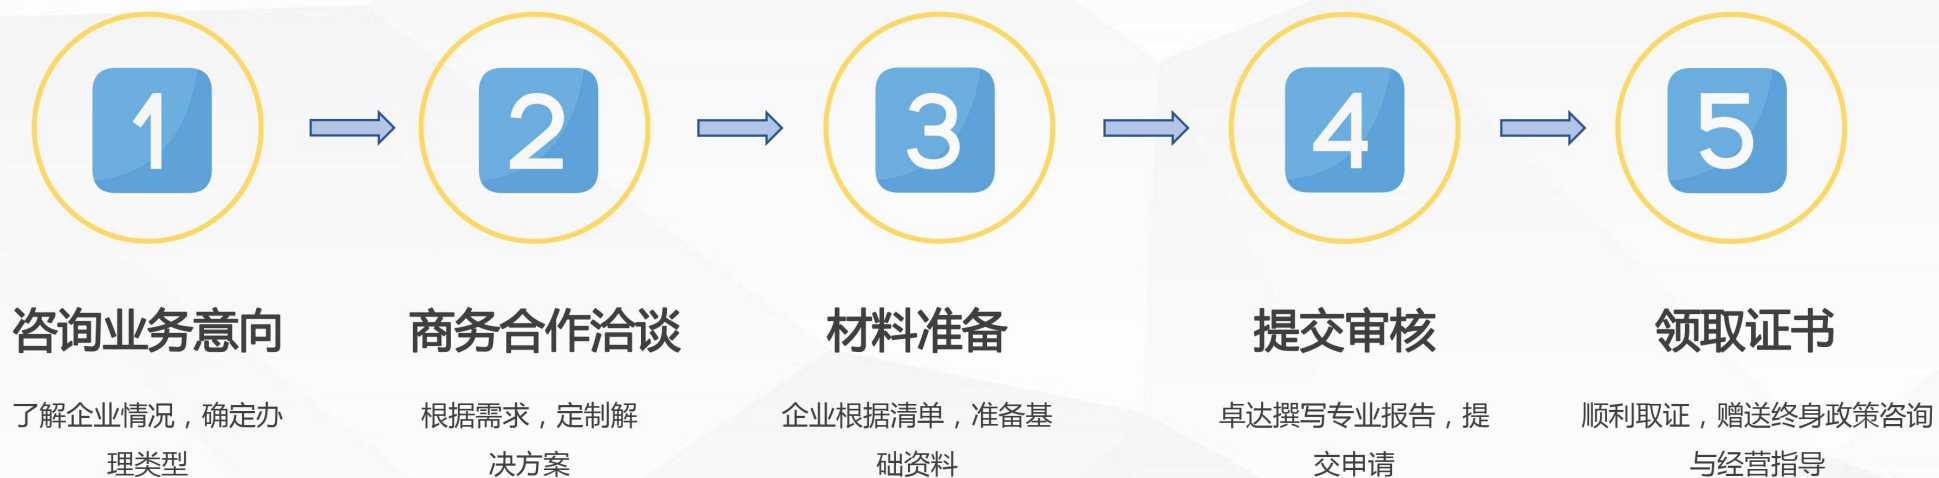 1
2
3
4
5
咨询业务意向
商务合作洽谈
材料准备
提交审核
领取证书
了解企业情况，确定办
理类型
根据需求，定制解
决方案
企业根据清单，准备基
础资料
卓达撰写专业报告，提
交申请
顺利取证，赠送终身政策咨询
与经营指导